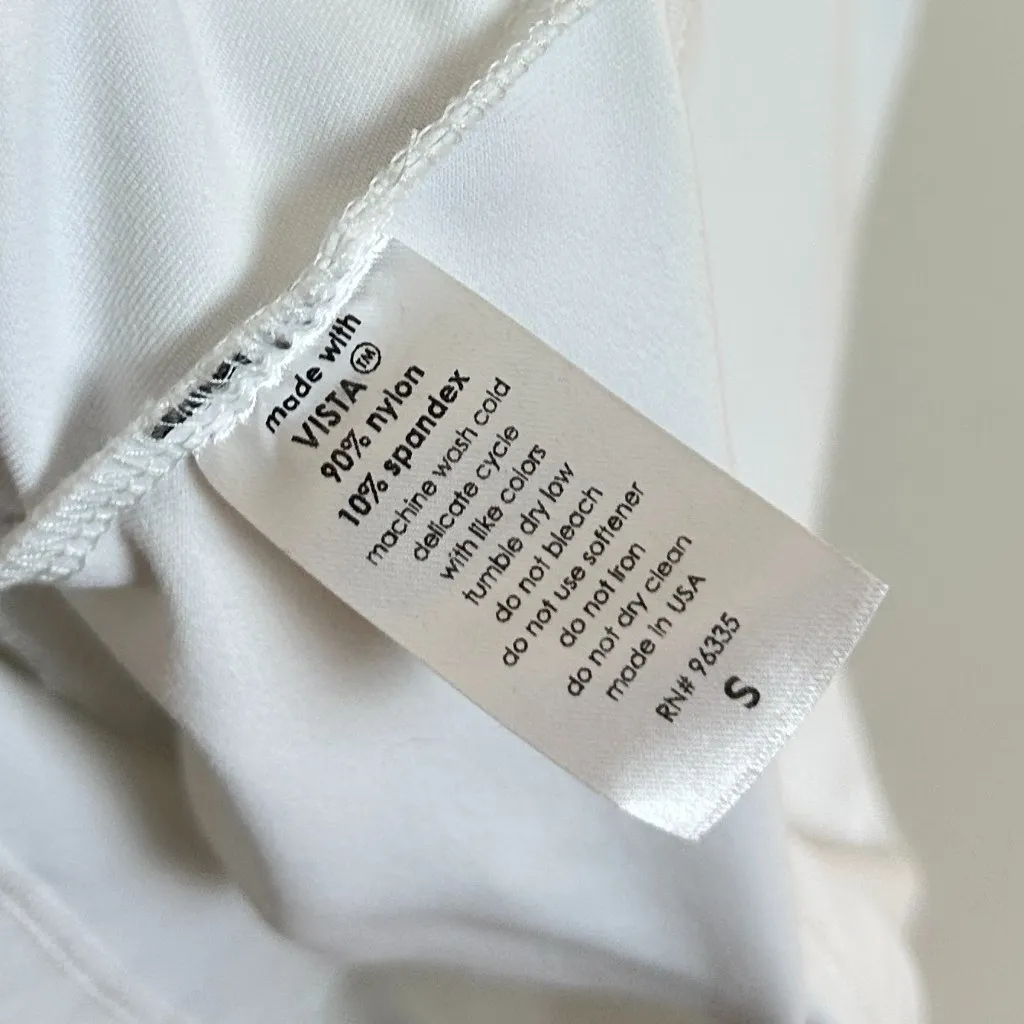 made with
VISTA™
90% nylon
10% spandex
machine wash cold
delicate cycle
with like colors
tumble dry low
do not bleach
do not use softener
do not iron
do not dry clean
made in USA
RN# 96335
S